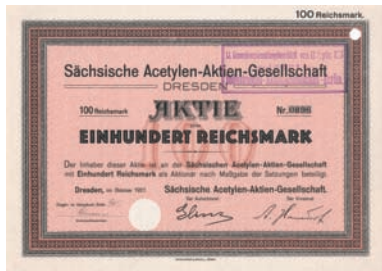 100 Reichsmark.
Sächsische Acetylen-Aktien-Gesellschaft
DRESDEN
100 Reichsmark
AKTIE
Nr. 0896
EINHUNDERT REICHSMARK
Der Inhaber dieser Aktie ist an der Sächsischen Acetylen-Aktien-Gesellschaft
mit Einhundert Reichsmark als Aktionär nach Maßgabe der Satzungen beteiligt.
Dresden, im Oktober
Sächsische Acetylen-Aktien-Gesellschaft.
Der Aufsichtsrat
Der Vorstand